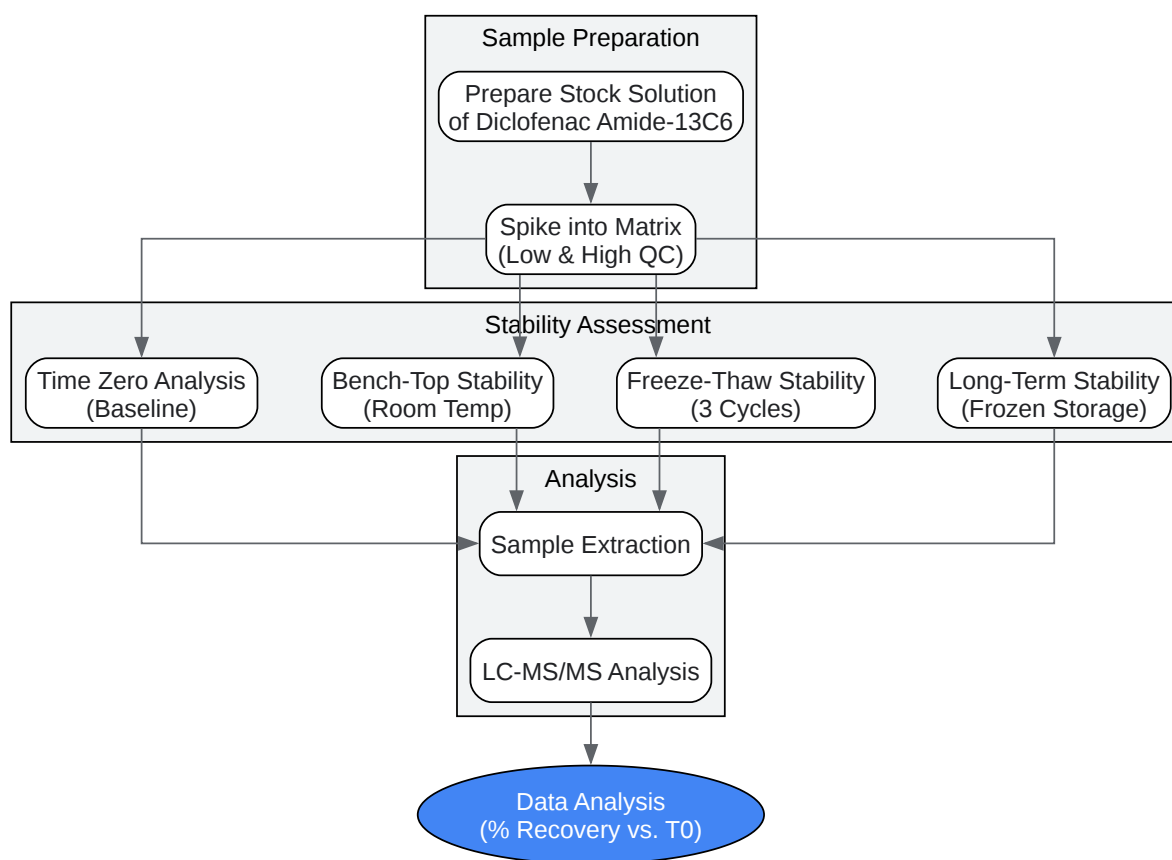 Sample Preparation
Prepare Stock Solution
of Diclofenac Amide-13C6
Spike into Matrix
(Low & High QC)
Stability Assessment
Time Zero Analysis
(Baseline)
Bench-Top Stability
(Room Temp)
Freeze-Thaw Stability
(3 Cycles)
Long-Term Stability
(Frozen Storage)
Analysis
Sample Extraction
LC-MS/MS Analysis
Data Analysis
(% Recovery vs. T0)